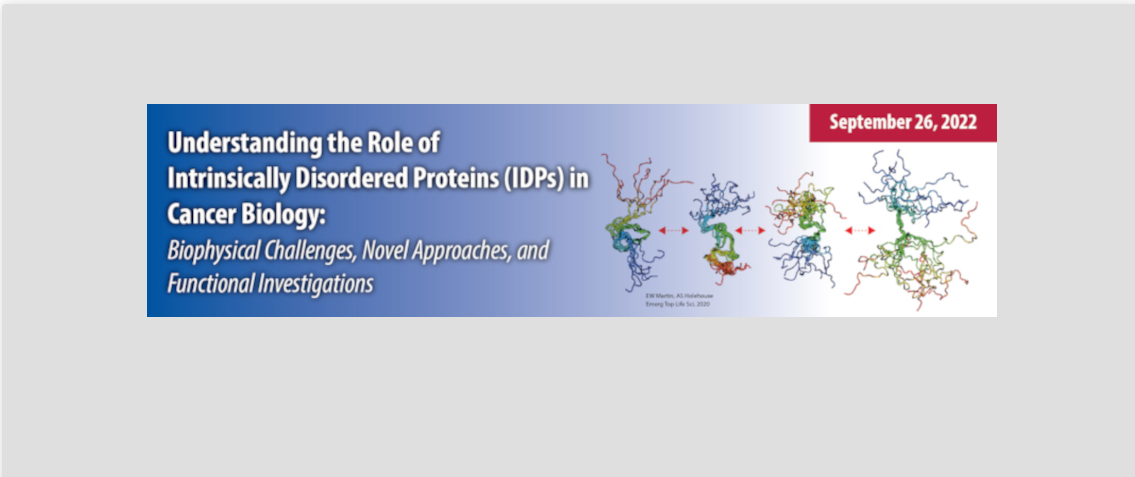 September 26, 2022
Understanding the Role of
Intrinsically Disordered Proteins (IDPs) in
Cancer Biology:
Biophysical Challenges, Novel Approaches, and
Functional Investigations
EW Martin, AS Holehouse
Emerg Top Life Sci. 2020